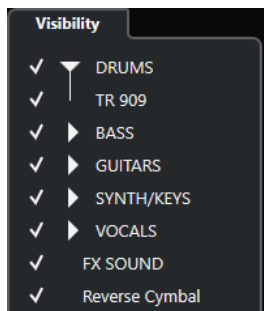 Visibility
DRUMS
TR 909
BASS
GUITARS
SYNTH/KEYS
VOCALS
FX SOUND
Reverse Cymbal